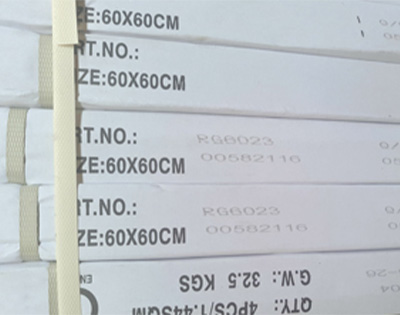 ZE:60X60CM
RT.NO.:
ZE:60X60CM
RT.NO.: RG6023
ZE:60X60CM 00582116
RT.NO.: RG6023
ZE:60X60CM 00582116
G.W.: 32.5 KGS
QTY.: 4PCS/1.44SQM
EN